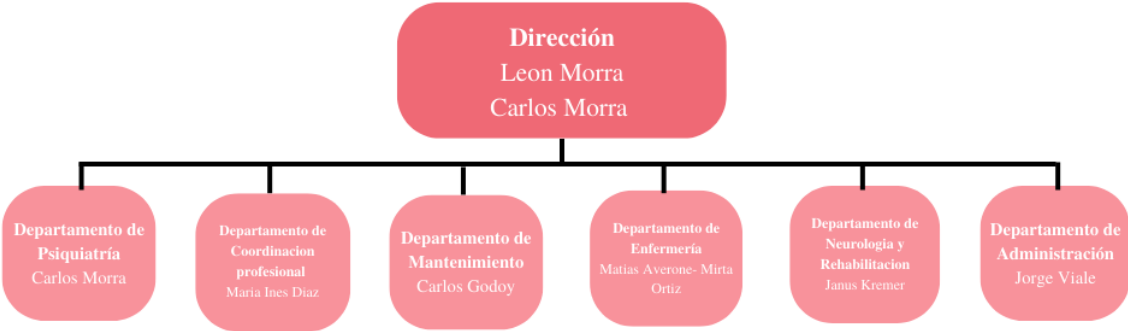 Dirección
Leon Morra
Carlos Morra
Departamento de
Psiquiatría
Carlos Morra
Departamento de
Coordinacion
profesional
Maria Ines Diaz
Departamento de
Mantenimiento
Carlos Godoy
Departamento de
Enfermería
Matias Averone- Mirta
Ortiz
Departamento de
Neurologia y
Rehabilitacion
Janus Kremer
Departamento de
Administración
Jorge Viale